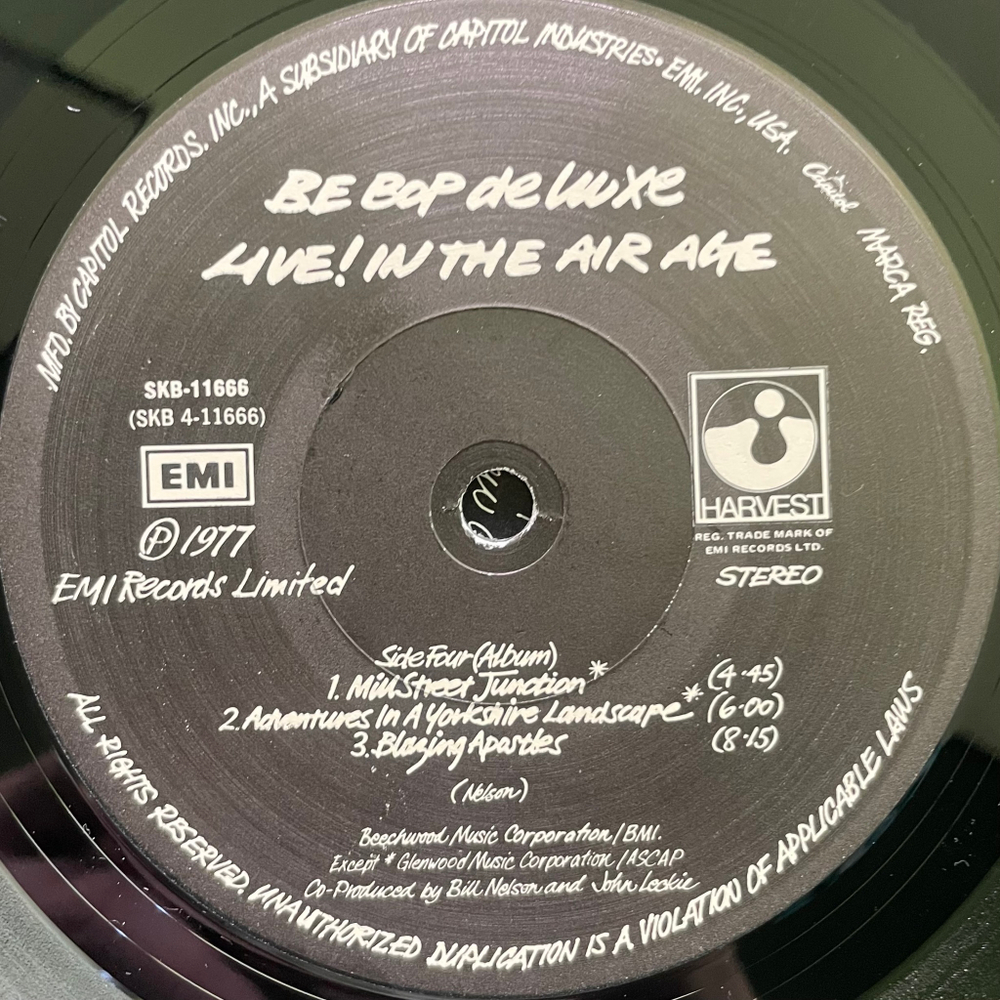 MFD. BY CAPITOL RECORDS. INC., A SUBSIDIARY OF CAPITOL INDUSTRIES• EMI, INC., USA. Capitol MARCA REG.
BE BOP deluxe
LIVE! IN THE AIR AGE
SKB-11666
(SKB 4-11666)
EMI
Ⓟ 1977
EMI Records Limited
HARVEST
REG. TRADE MARK OF
EMI RECORDS LTD.
STEREO
Side Four (Album)
1. Mill Street Junction* (4·45)
2. Adventures In A Yorkshire Landscape* (6·00)
3. Blazing Apostles (8·15)
(Nelson)
Beechwood Music Corporation/BMI.
Except * Glenwood Music Corporation/ASCAP
Co-Produced by Bill Nelson and John Leckie
ALL RIGHTS RESERVED. UNAUTHORIZED DUPLICATION IS A VIOLATION OF APPLICABLE LAWS